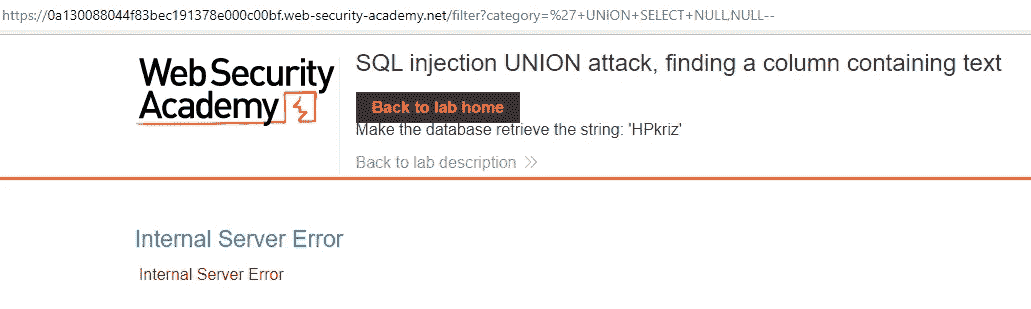 https://0a130088044f83bec191378e000c00bf.web-security-academy.net/filter?category=%27+UNION+SELECT+NULL,NULL--
Web Security
Academy
SQL injection UNION attack, finding a column containing text
Back to lab home
Make the database retrieve the string: 'HPkriz'
Back to lab description
Internal Server Error
Internal Server Error